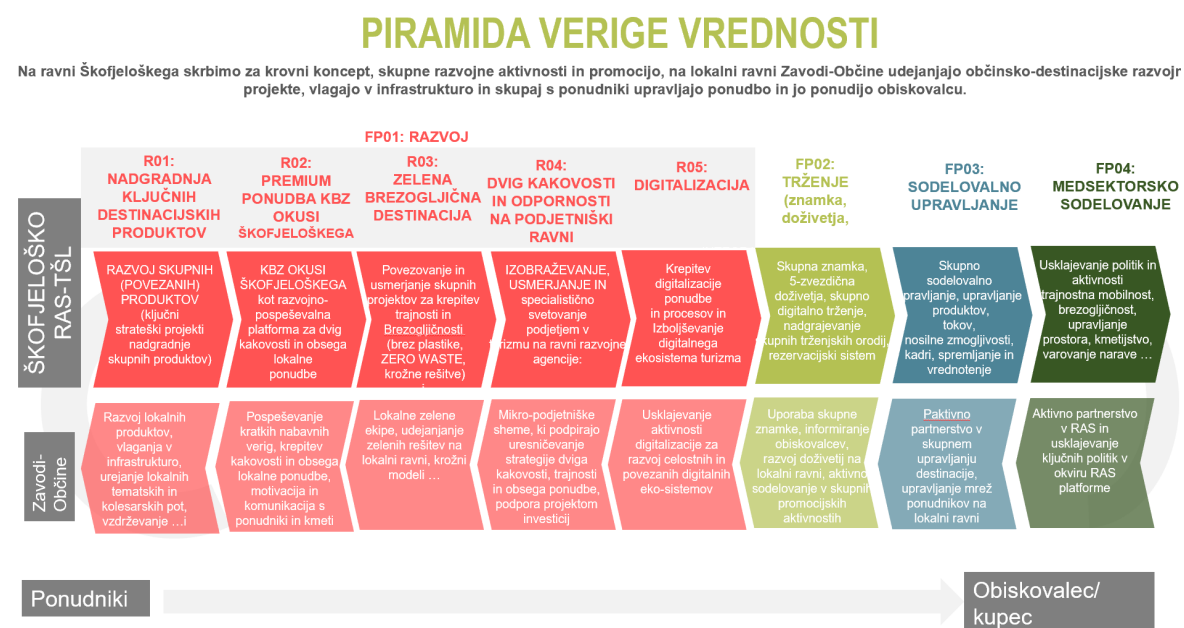 PIRAMIDA VERIGE VREDNOSTI
Na ravni Škofjeloškega skrbimo za krovni koncept, skupne razvojne aktivnosti in promocijo, na lokalni ravni Zavodi-Občine udejanjajo občinsko-destinacijske razvojn
projekte, vlagajo v infrastrukturo in skupaj s ponudniki upravljajo ponudbo in jo ponudijo obiskovalcu.
FP01: RAZVOJ
R01:
NADGRADNJA
KLJUČNIH
DESTINACIJSKIH
PRODUKTOV
R02:
PREMIUM
PONUDBA KBZ
OKUSI
ŠKOFJELOŠKEGA
R03:
ZELENA
BREZOGLJIČNA
DESTINACIJA
R04:
DVIG KAKOVOSTI
IN ODPORNOSTI
NA PODJETNIŠKI
RAVNI
R05:
DIGITALIZACIJA
FP02:
TRŽENJE
(znamka,
doživetja,
FP03:
SODELOVALNO
UPRAVLJANJE
FP04:
MEDSEKTORSKO
SODELOVANJE
ŠKOFJELOŠKO
RAS-TŠL
RAZVOJ SKUPNIH
(POVEZANIH)
PRODUKTOV
(ključni
strateški projekti
nadgradnje
skupnih produktov)
KBZ OKUSI
ŠKOFJELOŠKEGA
kot razvojno-
pospeševalna
platforma za dvig
kakovosti in obsega
lokalne
ponudbe
Povezovanje in
usmerjanje skupnih
projektov za krepitev
trajnosti in
Brezogljičnosti
(brez plastike,
ZERO WASTE,
krožne rešitve)
IZOBRAŽEVANJE,
USMERJANJE IN
specialistično
svetovanje
podjetjem v
turizmu na ravni razvojne
agencije:
Krepitev
digitalizacije
ponudbe
in procesov in
Izboljševanje
digitalnega
ekosistema turizma
Skupna znamka,
5-zvezdična
doživetja, skupno
digitalno trženje,
nadgrajevanje
skupnih trženjskih orodij,
rezervacijski sistem
Skupno
sodelovalno
pravljanje, upravljanje
produktov,
tokov,
nosilne zmogljivosti,
kadri, spremljanje in
vrednotenje
Usklajevanje politik in
aktivnosti
trajnostna mobilnost,
brezogljičnost,
upravljanje
prostora, kmetijstvo,
varovanje narave …
Zavodi-
Občine
Razvoj lokalnih
produktov,
vlaganja v
infrastrukturo,
urejanje lokalnih
tematskih in
kolesarskih pot,
vzdrževanje …i
Pospeševanje
kratkih nabavnih
verig, krepitev
kakovosti in obsega
lokalne ponudbe,
motivacija in
komunikacija s
ponudniki in kmeti
Lokalne zelene
ekipe, udejanjanje
zelenih rešitev na
lokalni ravni, krožni
modeli …
Mikro-podjetniške
sheme, ki podpirajo
uresničevanje
strategije dviga
kakovosti, trajnosti
in obsega ponudbe,
podpora projektom
investicij
Usklajevanje
aktivnosti
digitalizacije za
razvoj celostnih in
povezanih digitalnih
eko-sistemov
Uporaba skupne
znamke, informiranje
obiskovalcev,
razvoj doživetij na
lokalni ravni, aktivno
sodelovanje v skupnih
promocijskih
aktivnostih
Paktivno
partnerstvo v
skupnem
upravljanju
destinacije,
upravljanje mrež
ponudnikov na
lokalni ravni
Aktivno partnerstvo
v RAS in
usklajevanje
ključnih politik v
okviru RAS
platforme
Ponudniki
Obiskovalec/
kupec